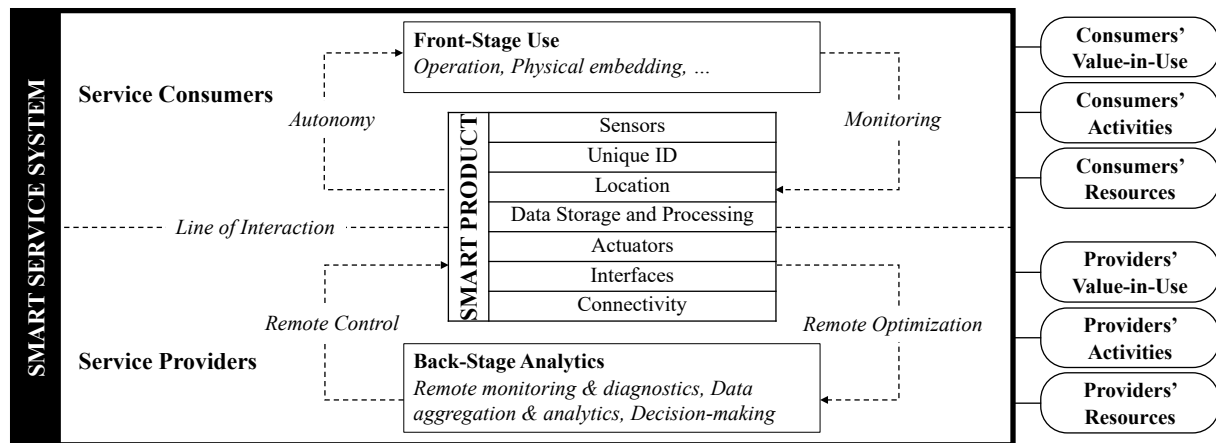 SMART SERVICE SYSTEM
Service Consumers
Front-Stage Use
Operation, Physical embedding, ...
Autonomy
Monitoring
SMART PRODUCT
Sensors
Unique ID
Location
Data Storage and Processing
Actuators
Interfaces
Connectivity
Line of Interaction
Remote Control
Remote Optimization
Service Providers
Back-Stage Analytics
Remote monitoring & diagnostics, Data
aggregation & analytics, Decision-making
Consumers’
Value-in-Use
Consumers’
Activities
Consumers’
Resources
Providers’
Value-in-Use
Providers’
Activities
Providers’
Resources